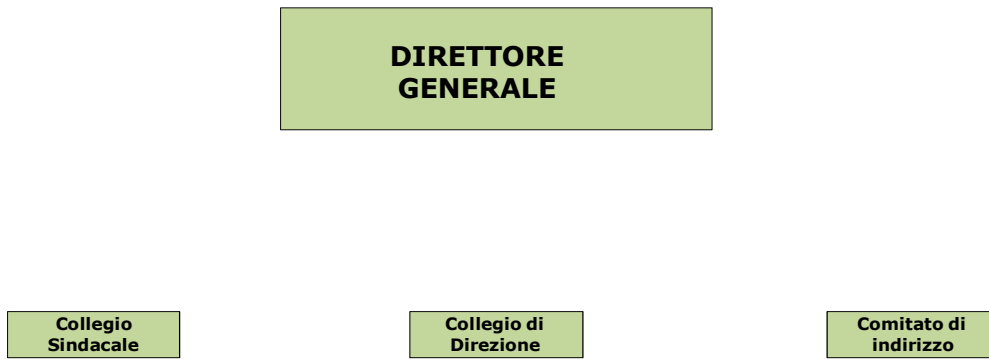 DIRETTORE
GENERALE
Collegio
Sindacale
Collegio di
Direzione
Comitato di
indirizzo